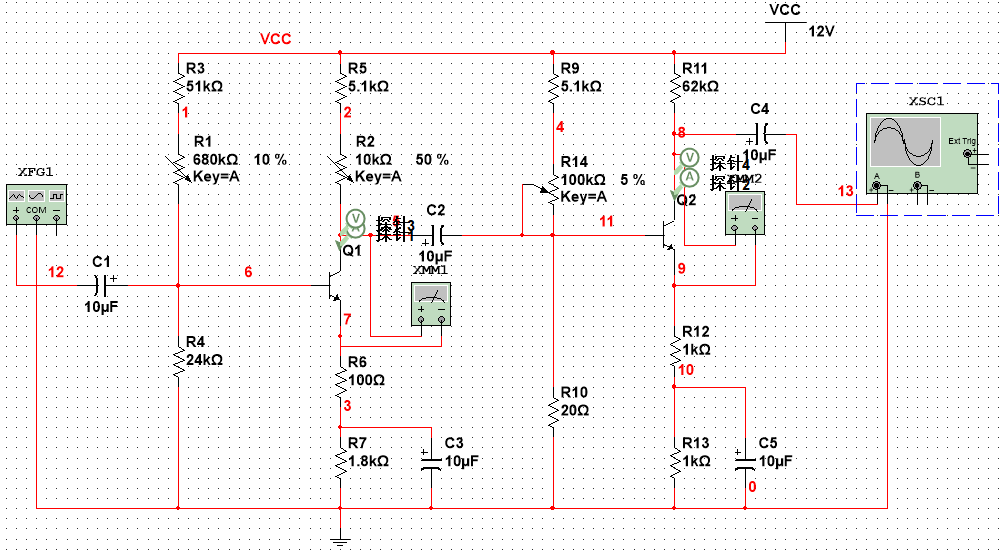 VCC
12V
VCC
R3
51kΩ
1
R5
5.1kΩ
2
R9
5.1kΩ
4
R11
62kΩ
8
C4
10µF
XSC1
Ext Trig
A
B
13
R1
680kΩ
10 %
Key=A
R2
10kΩ
50 %
Key=A
R14
100kΩ
5 %
Key=A
XFG1
COM
V
A
探针4
探针2
XMM2
Q2
V
探针3
探针1
Q1
C2
10µF
11
12
C1
10µF
6
XMM1
9
7
R4
24kΩ
R6
100Ω
3
R12
1kΩ
10
R10
20Ω
R7
1.8kΩ
C3
10µF
R13
1kΩ
C5
10µF
0